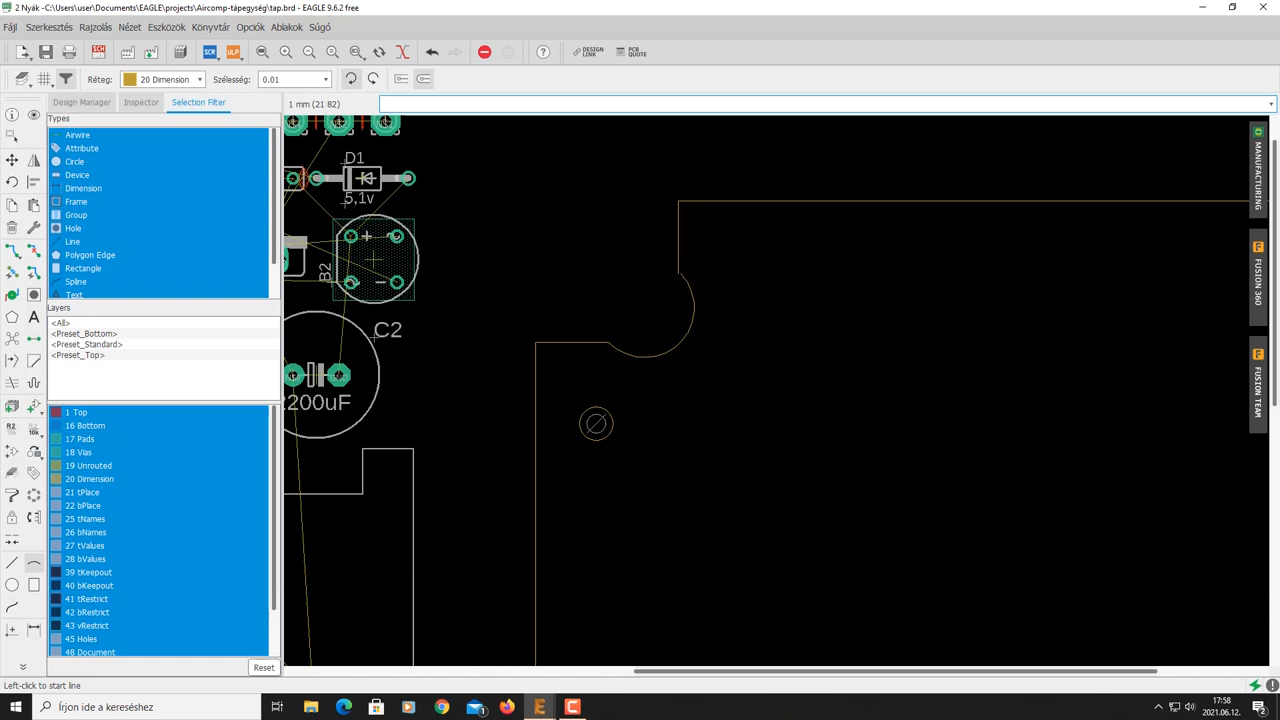 2 Nyák -C:\Users\user\Documents\EAGLE\projects\Aircomp-tápegység\tap.brd - EAGLE 9.6.2 free
Fájl Szerkesztés Rajzolás Nézet Eszközök Könyvtár Opciók Ablakok Súgó
SCH SCR ULP DESIGN LINK PCB QUOTE
Réteg: 20 Dimension Szélesség: 0.01
Design Manager Inspector Selection Filter 1 mm (21 82)
Types
Airwire
Attribute
Circle
Device
Dimension
Frame
Group
Hole
Line
Polygon Edge
Rectangle
Spline
Text
Layers
<All>
<Preset_Bottom>
<Preset_Standard>
<Preset_Top>
1 Top
16 Bottom
17 Pads
18 Vias
19 Unrouted
20 Dimension
21 tPlace
22 bPlace
25 tNames
26 bNames
27 tValues
28 bValues
39 tKeepout
40 bKeepout
41 tRestrict
42 bRestrict
43 vRestrict
45 Holes
48 Document
Reset
D1
5,1v
B2
C2
2200uF
MANUFACTURING
FUSION 360
FUSION TEAM
Left-click to start line
Írjon ide a kereséshez
17:58
2021.06.12.